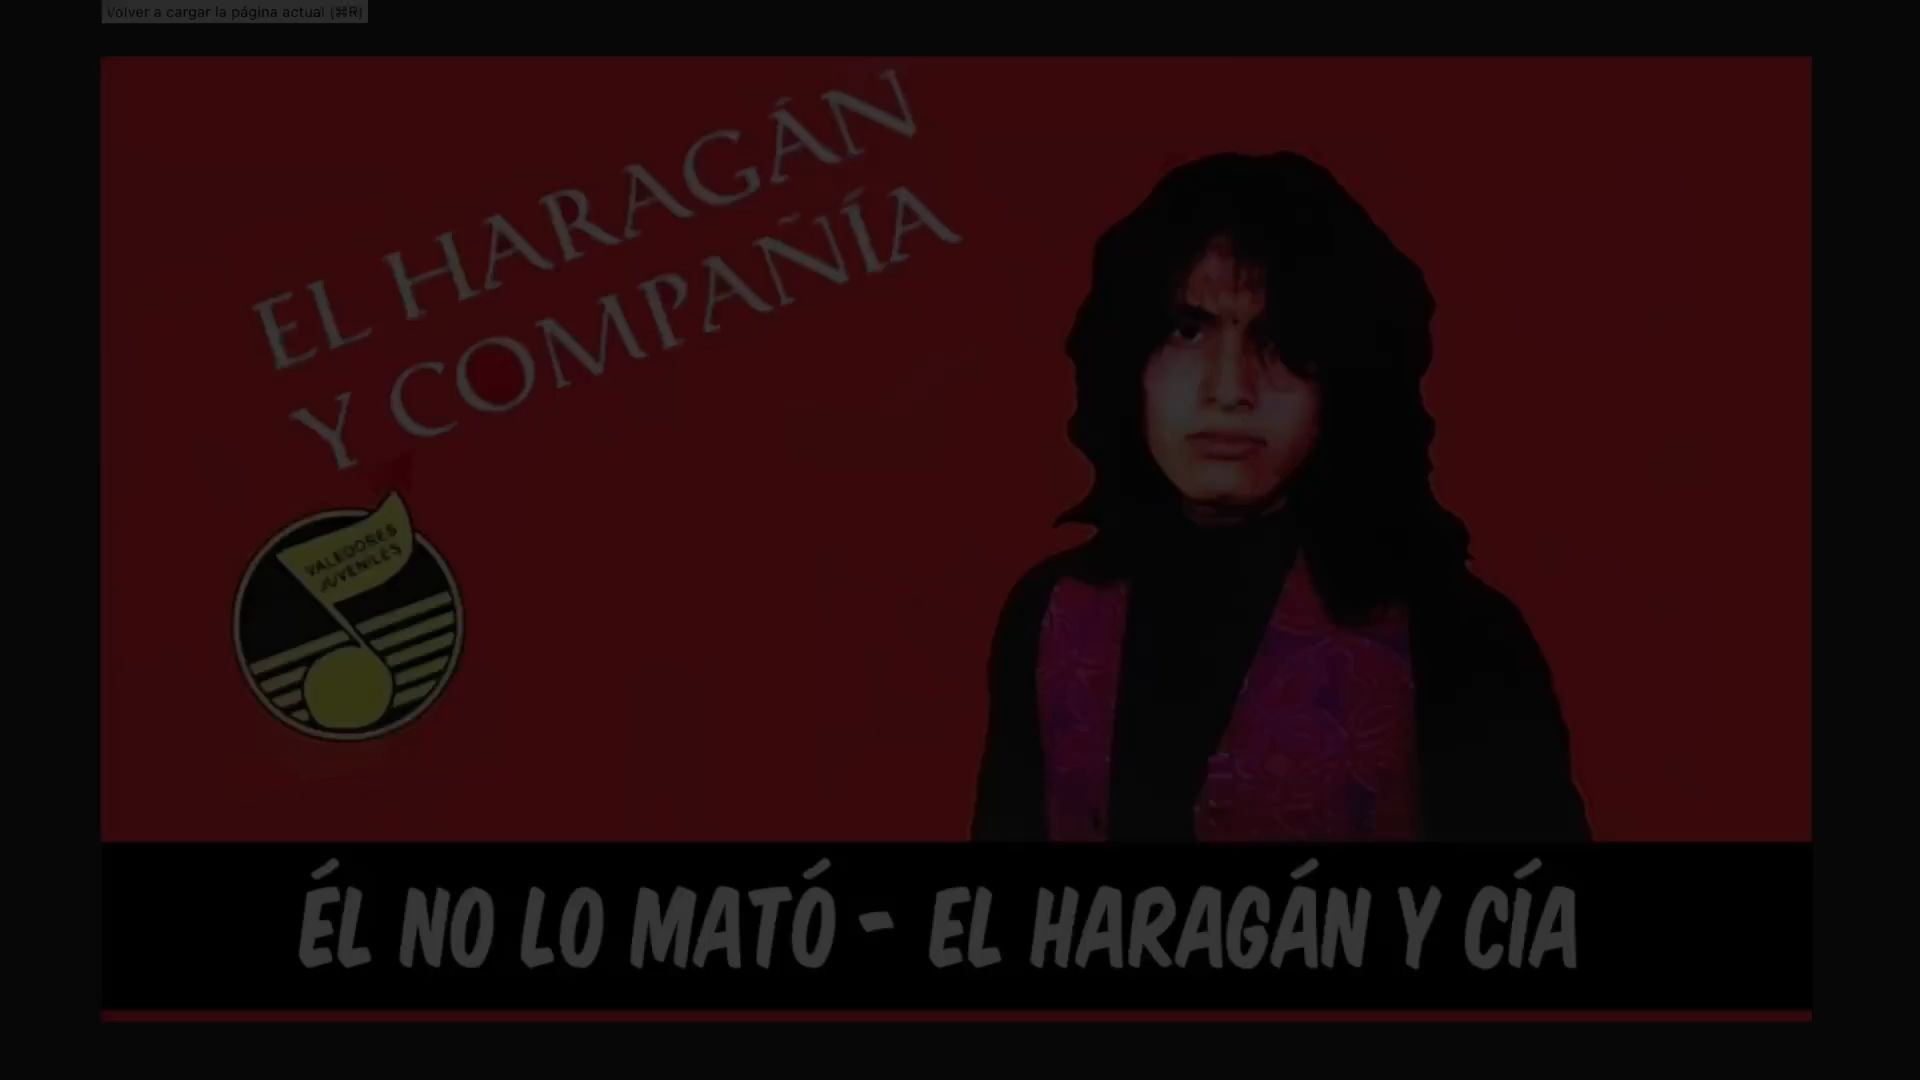 Volver a cargar la página actual (⌘R)
EL HARAGÁN
Y COMPAÑÍA
VALEDORES
JUVENILES
ÉL NO LO MATÓ - EL HARAGÁN Y CÍA